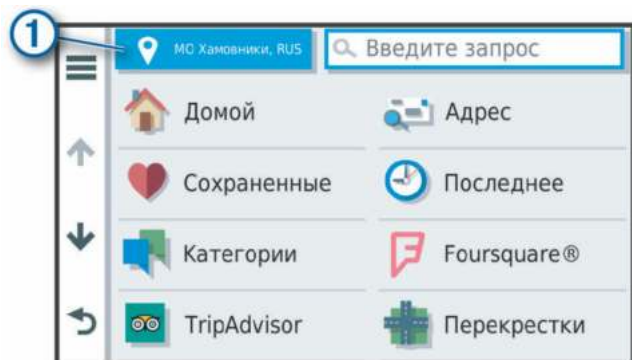 1
МО Хамовники, RUS
Введите запрос
Домой
Адрес
Сохраненные
Последнее
Категории
Foursquare®
TripAdvisor
Перекрестки